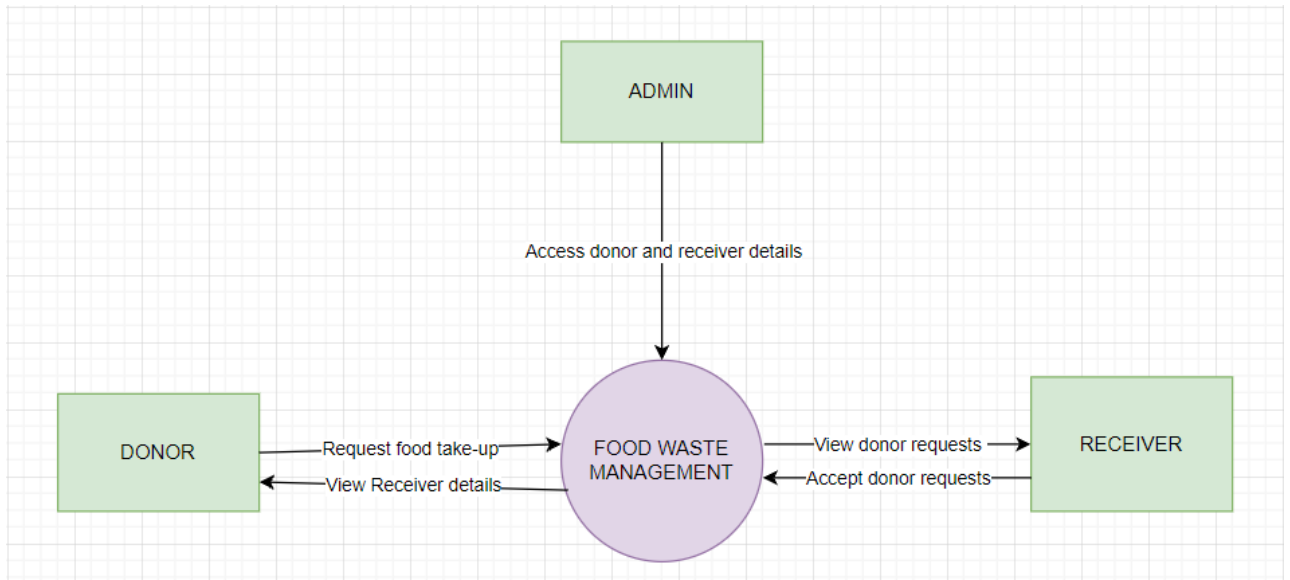 ADMIN
Access donor and receiver details
DONOR
Request food take-up
View Receiver details
FOOD WASTE
MANAGEMENT
View donor requests
Accept donor requests
RECEIVER